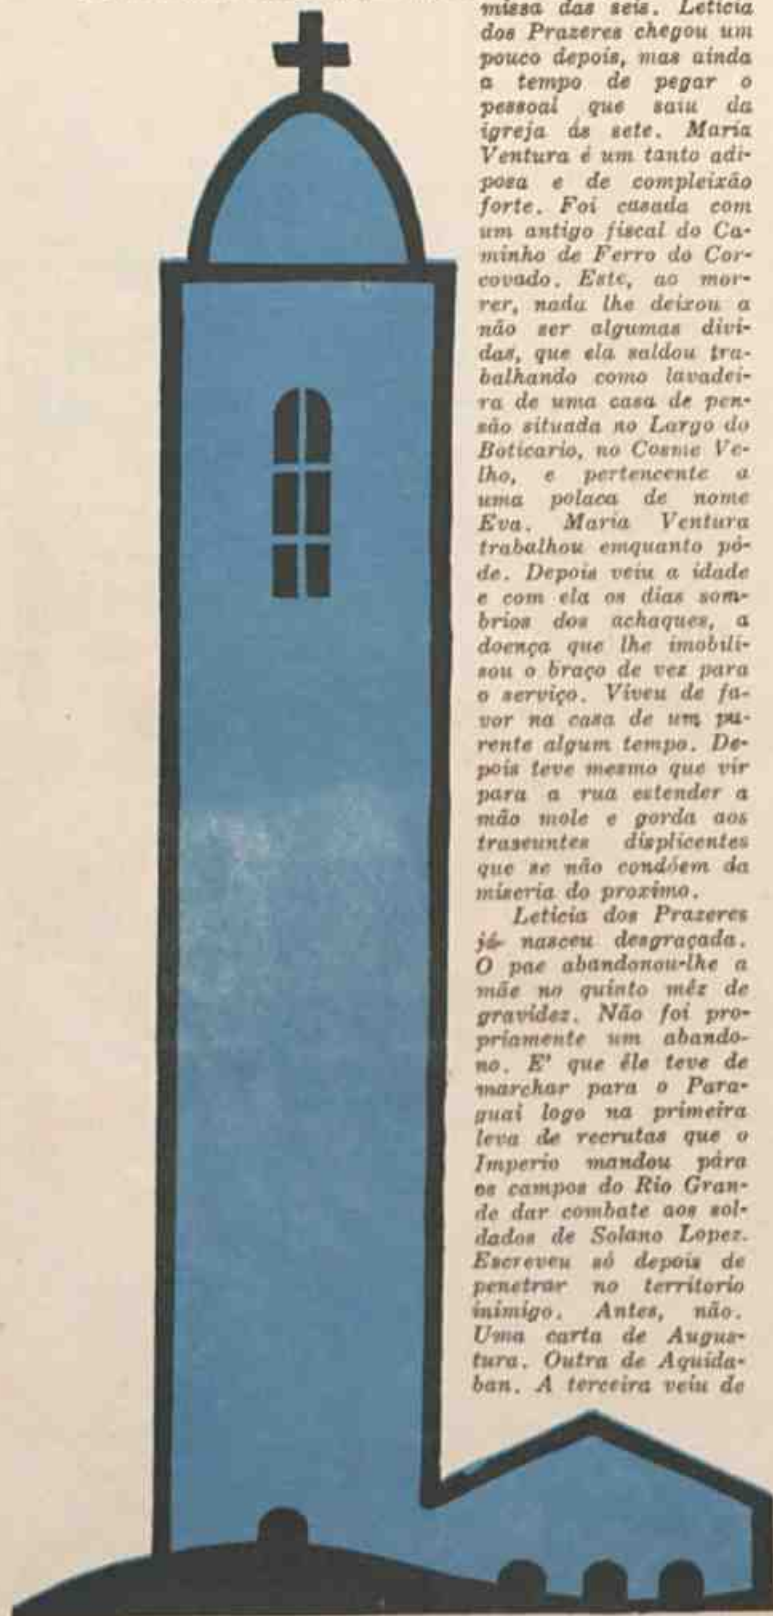 missa das seis. Leticia
dos Prazeres chegou um
pouco depois, mas ainda
a tempo de pegar o
pessoal que saiu da
igreja ás sete. Maria
Ventura é um tanto adi-
posa e de compleixão
forte. Foi casada com
um antigo fiscal do Ca-
minho de Ferro do Cor-
covado. Este, ao mor-
rer, nada lhe deixou a
não ser algumas divi-
das, que ela saldou tra-
balhando como lavadei-
ra de uma casa de pen-
são situada no Largo do
Boticario, no Cosme Ve-
lho, e pertencente a
uma polaca de nome
Eva. Maria Ventura
trabalhou emquanto pô-
de. Depois veiu a idade
e com ela os dias som-
brios dos achaques, a
doença que lhe imobili-
sou o braço de vez para
o serviço. Viveu de fa-
vor na casa de um pa-
rente algum tempo. De-
pois teve mesmo que vir
para a rua estender a
mão mole e gorda aos
traseuntes displicentes
que se não condóem da
miseria do proximo.
Leticia dos Prazeres
já nasceu desgraçada.
O pae abandonou-lhe a
mãe no quinto mêz de
gravidez. Não foi pro-
priamente um abando-
no. E' que êle teve de
marchar para o Para-
guai logo na primeira
leva de recrutas que o
Imperio mandou pára
os campos do Rio Gran-
de dar combate aos sol-
dados de Solano Lopez.
Escreveu só depois de
penetrar no territorio
inimigo. Antes, não.
Uma carta de Augus-
tura. Outra de Aquida-
ban. A terceira veiu de